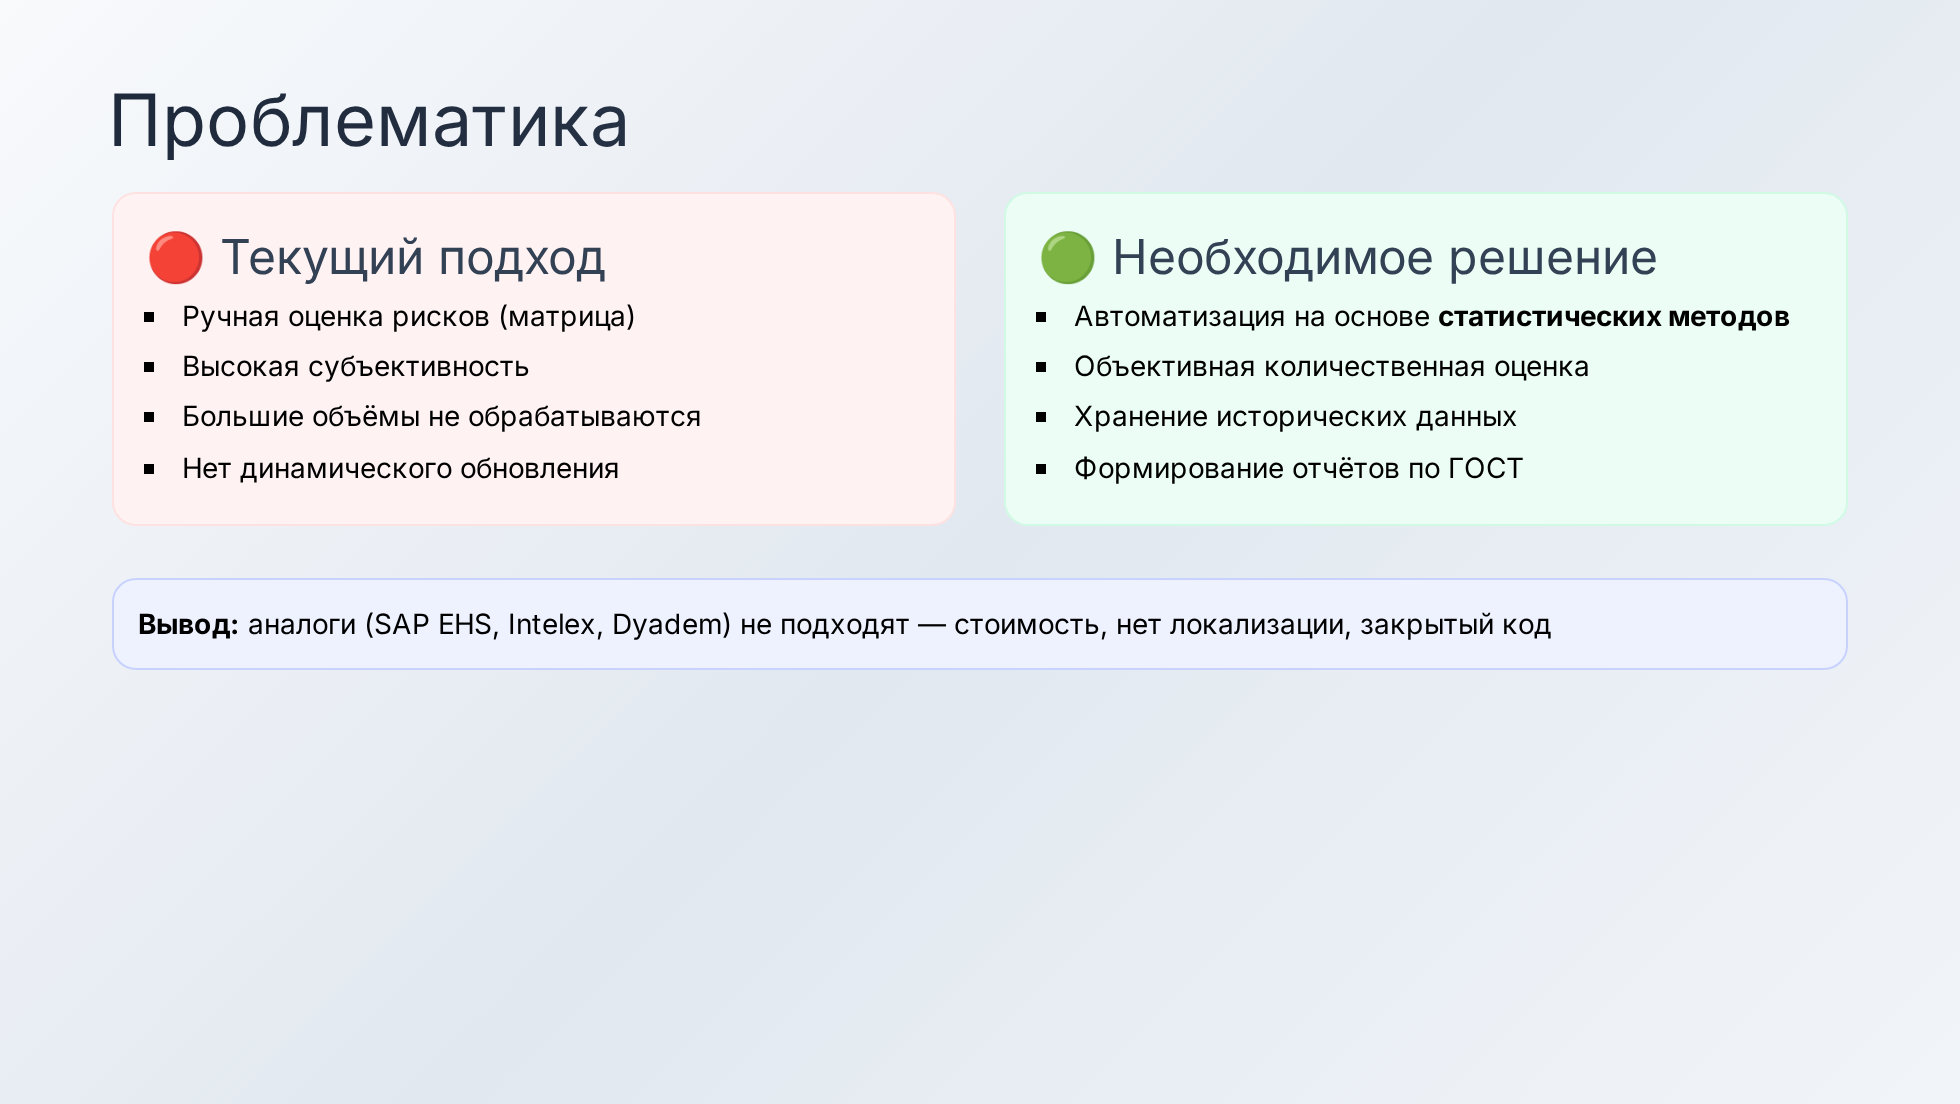 Проблематика
🔴 Текущий подход
▪ Ручная оценка рисков (матрица)
▪ Высокая субъективность
▪ Большие объёмы не обрабатываются
▪ Нет динамического обновления
🟢 Необходимое решение
▪ Автоматизация на основе статистических методов
▪ Объективная количественная оценка
▪ Хранение исторических данных
▪ Формирование отчётов по ГОСТ
Вывод: аналоги (SAP EHS, Intelex, Dyadem) не подходят — стоимость, нет локализации, закрытый код